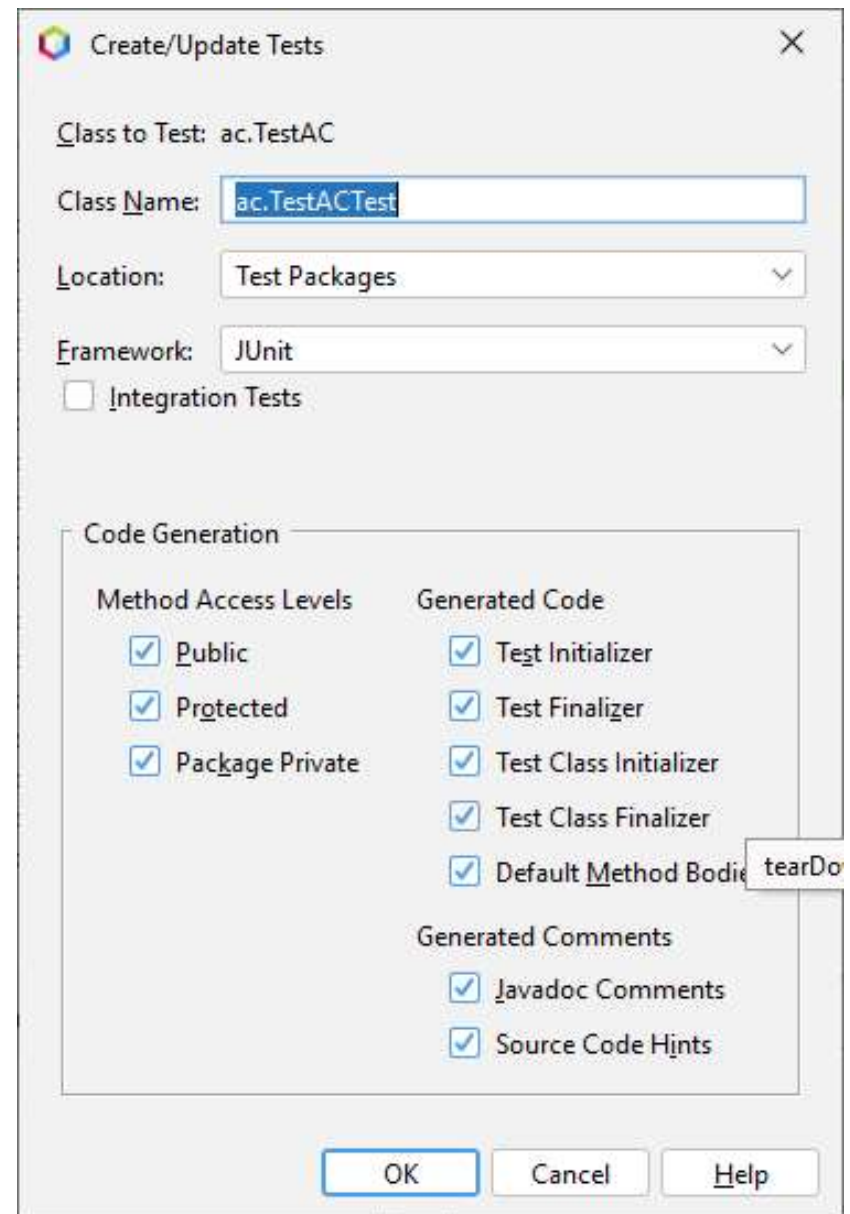 Create/Update Tests
Class to Test: ac.TestAC
Class Name: ac.TestACTest
Location: Test Packages
Framework: JUnit
Integration Tests
Code Generation
Method Access Levels
Public
Protected
Package Private
Generated Code
Test Initializer
Test Finalizer
Test Class Initializer
Test Class Finalizer
Default Method Bodie
tearDo
Generated Comments
Javadoc Comments
Source Code Hints
OK Cancel Help